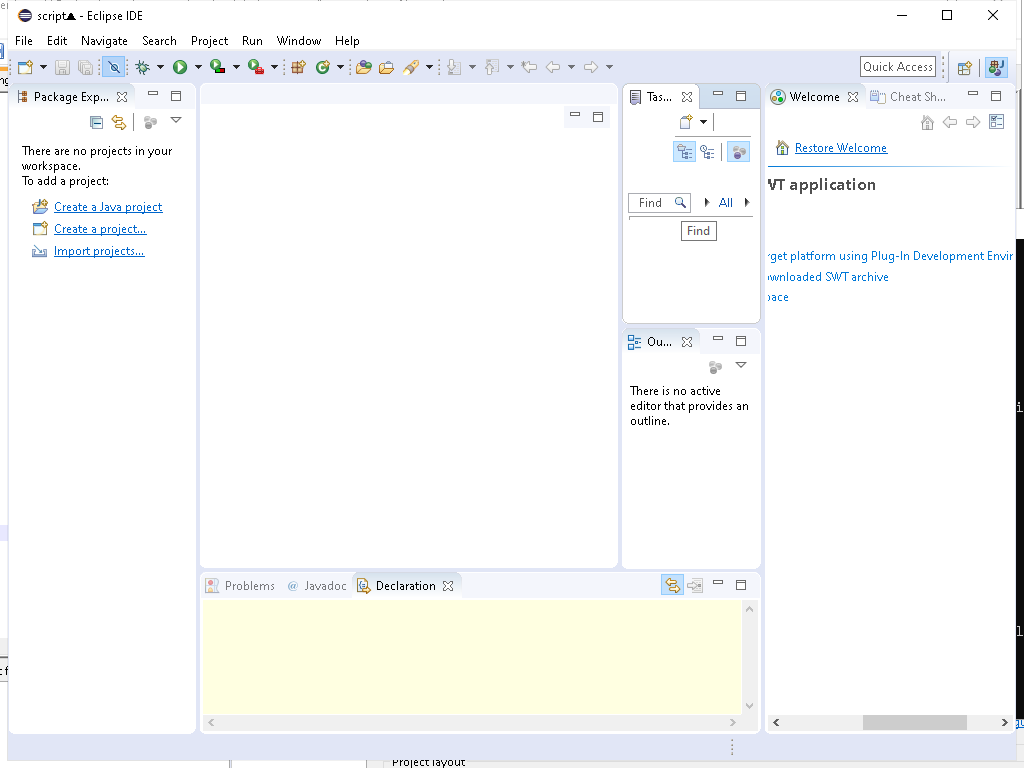 script▲ - Eclipse IDE
File Edit Navigate Search Project Run Window Help
Quick Access
Package Exp...
Tas...
Welcome
Cheat Sh...
There are no projects in your
workspace.
To add a project:
Create a Java project
Create a project...
Import projects...
Find
All
Find
Restore Welcome
WT application
rget platform using Plug-In Development Envir
ownloaded SWT archive
pace
Ou...
There is no active
editor that provides an
outline.
Problems
@ Javadoc
Declaration
Project layout